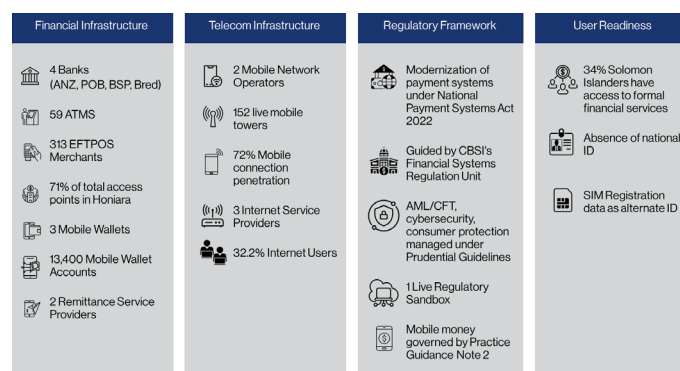 Financial Infrastructure
4 Banks
(ANZ, POB, BSP, Bred)
59 ATMS
313 EFTPOS
Merchants
71% of total access
points in Honiara
3 Mobile Wallets
13,400 Mobile Wallet
Accounts
2 Remittance Service
Providers
Telecom Infrastructure
2 Mobile Network
Operators
152 live mobile
towers
72% Mobile
connection
penetration
3 Internet Service
Providers
32.2% Internet Users
Regulatory Framework
Modernization of
payment systems
under National
Payment Systems Act
2022
Guided by CBSI's
Financial Systems
Regulation Unit
AML/CFT,
cybersecurity,
consumer protection
managed under
Prudential Guidelines
1 Live Regulatory
Sandbox
Mobile money
governed by Practice
Guidance Note 2
User Readiness
34% Solomon
Islanders have
access to formal
financial services
Absence of national
ID
SIM Registration
data as alternate ID